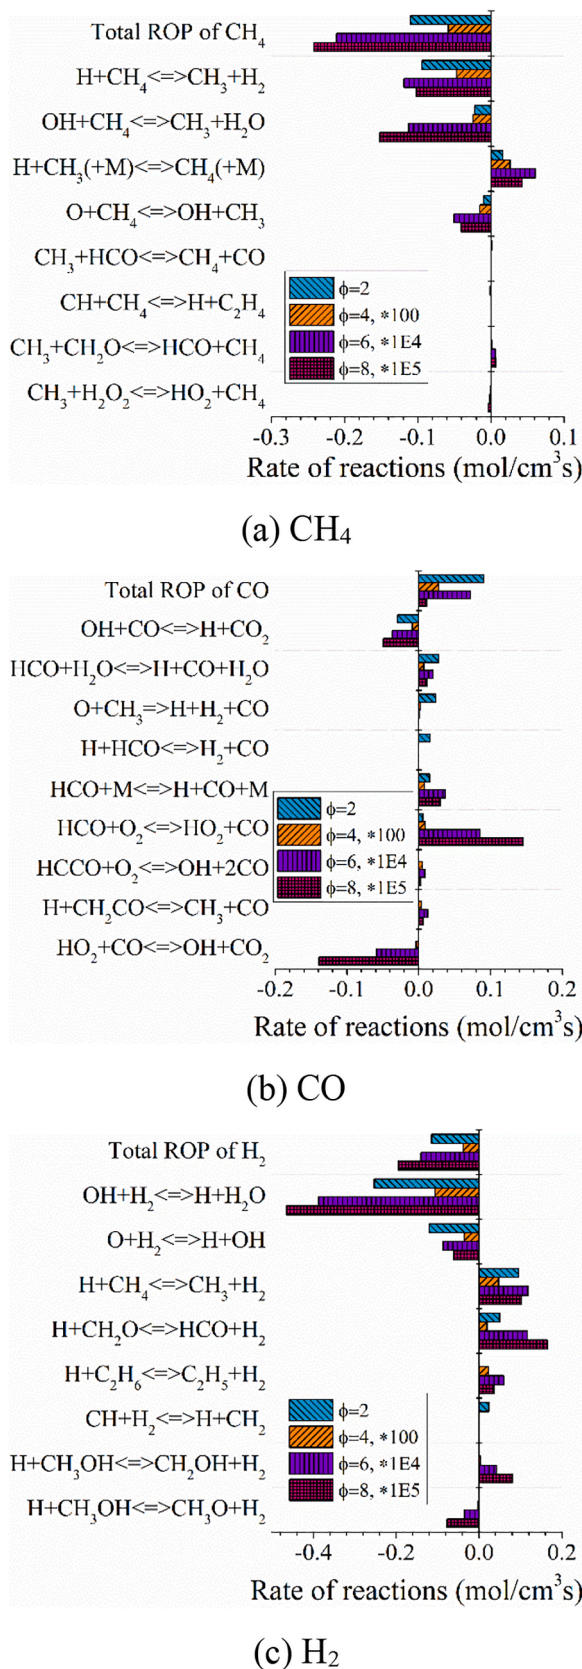 Total ROP of CH₄
H+CH₄<=>CH₃+H₂
OH+CH₄<=>CH₃+H₂O
H+CH₃(+M)<=>CH₄(+M)
O+CH₄<=>OH+CH₃
CH₃+HCO<=>CH₄+CO
CH+CH₄<=>H+C₂H₄
CH₃+CH₂O<=>HCO+CH₄
CH₃+H₂O₂<=>HO₂+CH₄
ϕ=2
ϕ=4, *100
ϕ=6, *1E4
ϕ=8, *1E5
-0.3 -0.2 -0.1 0.0 0.1
Rate of reactions (mol/cm³s)
(a) CH₄
Total ROP of CO
OH+CO<=>H+CO₂
HCO+H₂O<=>H+CO+H₂O
O+CH₃=>H+H₂+CO
H+HCO<=>H₂+CO
HCO+M<=>H+CO+M
HCO+O₂<=>HO₂+CO
HCCO+O₂<=>OH+2CO
H+CH₂CO<=>CH₃+CO
HO₂+CO<=>OH+CO₂
ϕ=2
ϕ=4, *100
ϕ=6, *1E4
ϕ=8, *1E5
-0.2 -0.1 0.0 0.1 0.2
Rate of reactions (mol/cm³s)
(b) CO
Total ROP of H₂
OH+H₂<=>H+H₂O
O+H₂<=>H+OH
H+CH₄<=>CH₃+H₂
H+CH₂O<=>HCO+H₂
H+C₂H₆<=>C₂H₅+H₂
CH+H₂<=>H+CH₂
H+CH₃OH<=>CH₂OH+H₂
H+CH₃OH<=>CH₃O+H₂
ϕ=2
ϕ=4, *100
ϕ=6, *1E4
ϕ=8, *1E5
-0.4 -0.2 0.0 0.2
Rate of reactions (mol/cm³s)
(c) H₂